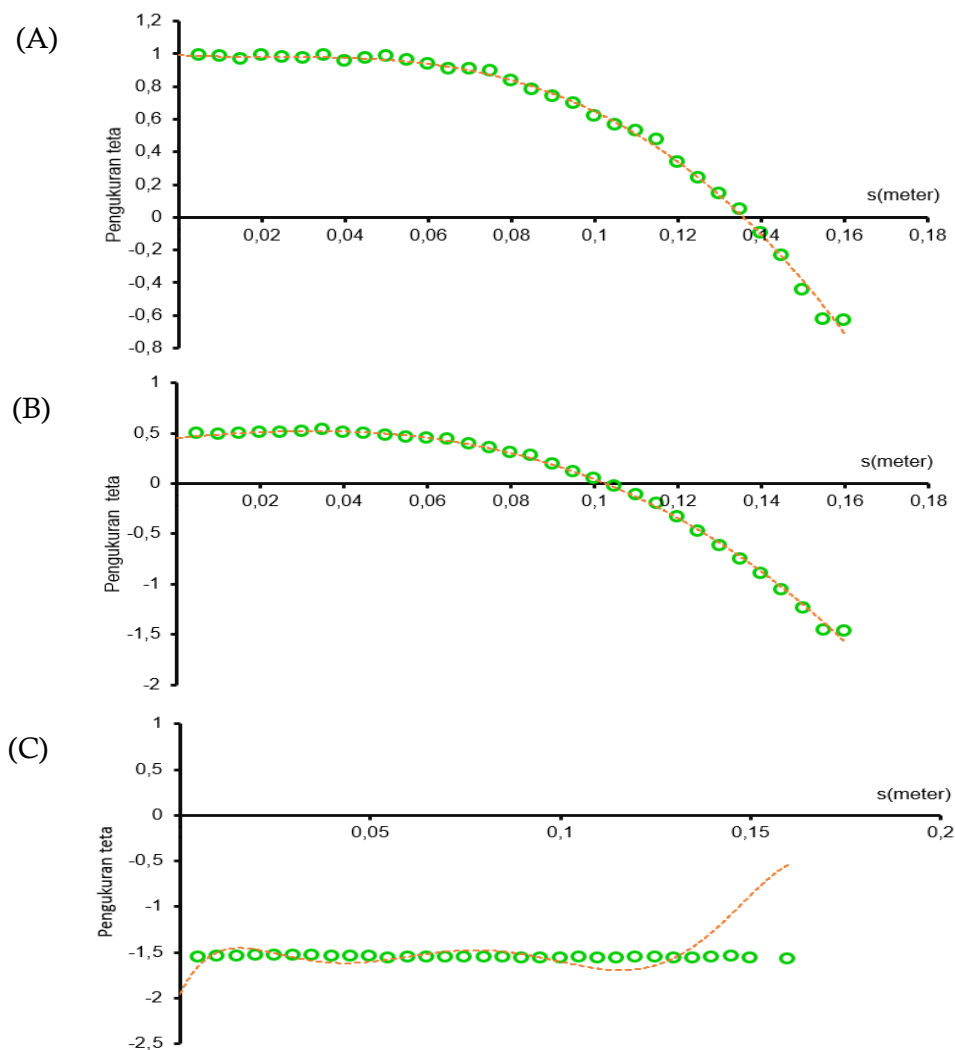 (A)
Pengukuran teta
1,2
1
0,8
0,6
0,4
0,2
0
-0,2
-0,4
-0,6
-0,8
s(meter)
0,02 0,04 0,06 0,08 0,1 0,12 0,14 0,16 0,18
(B)
Pengukuran teta
1
0,5
0
-0,5
-1
-1,5
-2
s(meter)
0,02 0,04 0,06 0,08 0,1 0,12 0,14 0,16 0,18
(C)
Pengukuran teta
1
0,5
0
-0,5
-1
-1,5
-2
-2,5
s(meter)
0,05 0,1 0,15 0,2